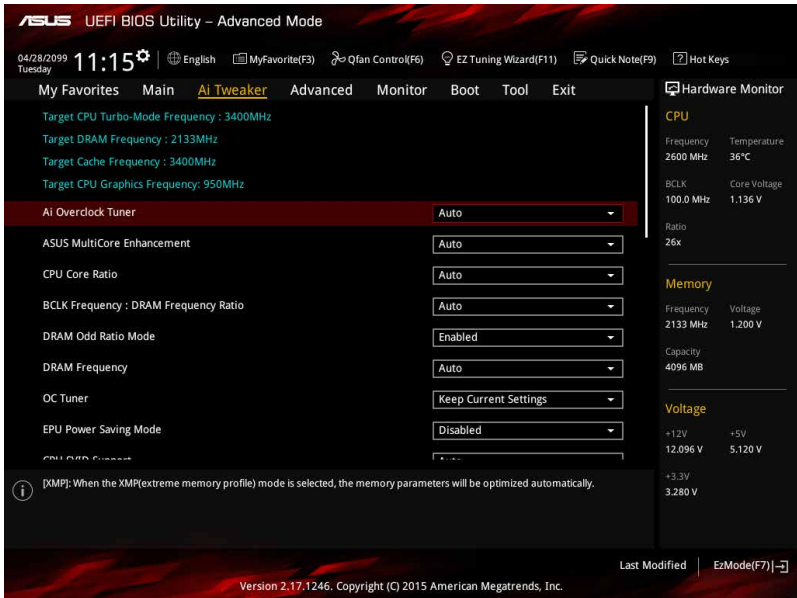 ASUS UEFI BIOS Utility – Advanced Mode
04/28/2099 Tuesday 11:15 English MyFavorite(F3) Qfan Control(F6) EZ Tuning Wizard(F11) Quick Note(F9) ? Hot Keys
My Favorites Main Ai Tweaker Advanced Monitor Boot Tool Exit
Target CPU Turbo-Mode Frequency : 3400MHz
Target DRAM Frequency : 2133MHz
Target Cache Frequency : 3400MHz
Target CPU Graphics Frequency: 950MHz
Ai Overclock Tuner Auto
ASUS MultiCore Enhancement Auto
CPU Core Ratio Auto
BCLK Frequency : DRAM Frequency Ratio Auto
DRAM Odd Ratio Mode Enabled
DRAM Frequency Auto
OC Tuner Keep Current Settings
EPU Power Saving Mode Disabled
CPU SVID Support Auto
[XMP]: When the XMP(extreme memory profile) mode is selected, the memory parameters will be optimized automatically.
Hardware Monitor
CPU
Frequency Temperature
2600 MHz 36°C
BCLK Core Voltage
100.0 MHz 1.136 V
Ratio
26x
Memory
Frequency Voltage
2133 MHz 1.200 V
Capacity
4096 MB
Voltage
+12V +5V
12.096 V 5.120 V
+3.3V
3.280 V
Last Modified EzMode(F7)
Version 2.17.1246. Copyright (C) 2015 American Megatrends, Inc.